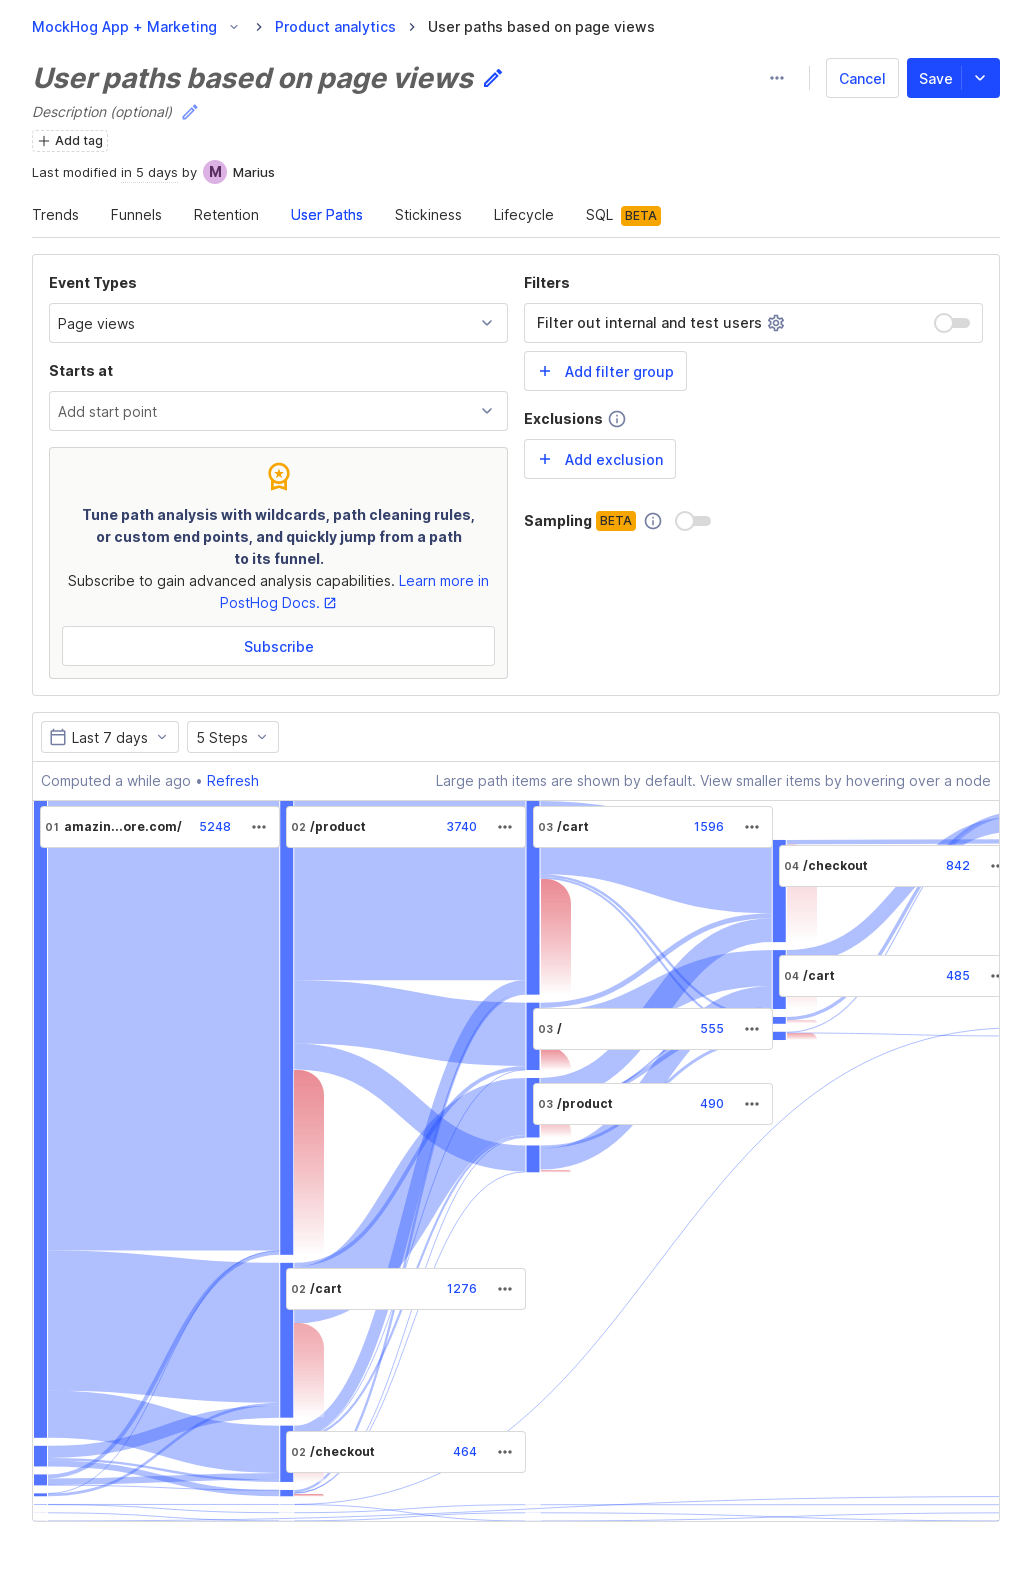 MockHog App + Marketing > Product analytics > User paths based on page views
User paths based on page views
Cancel
Save
Description (optional)
+ Add tag
Last modified in 5 days by M Marius
Trends
Funnels
Retention
User Paths
Stickiness
Lifecycle
SQL BETA
Event Types
Page views
Starts at
Add start point
Tune path analysis with wildcards, path cleaning rules,
or custom end points, and quickly jump from a path
to its funnel.
Subscribe to gain advanced analysis capabilities. Learn more in
PostHog Docs.
Subscribe
Filters
Filter out internal and test users
+ Add filter group
Exclusions
+ Add exclusion
Sampling BETA
Last 7 days
5 Steps
Computed a while ago • Refresh
Large path items are shown by default. View smaller items by hovering over a node
01 amazin...ore.com/ 5248
02 /product 3740
03 /cart 1596
04 /checkout 842
04 /cart 485
03 / 555
03 /product 490
02 /cart 1276
02 /checkout 464